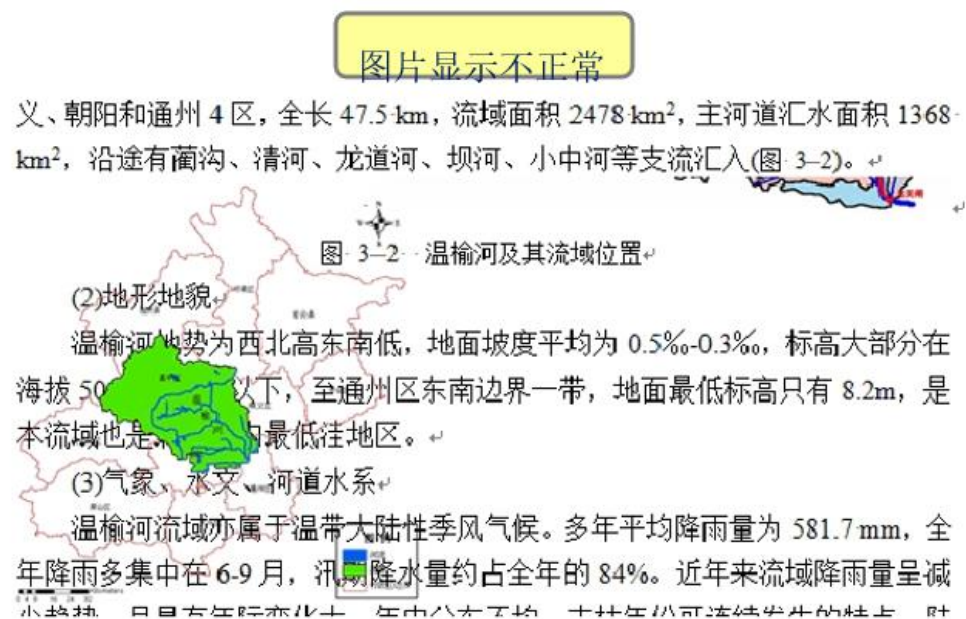 图片显示不正常
义、朝阳和通州 4 区，全长 47.5 km，流域面积 2478 km²，主河道汇水面积 1368
km²，沿途有蔺沟、清河、龙道河、坝河、小中河等支流汇入(图 3–2)。
图 3–2 温榆河及其流域位置
(2)地形地貌
温榆河地势为西北高东南低，地面坡度平均为 0.5‰-0.3‰，标高大部分在
海拔 50 以下，至通州区东南边界一带，地面最低标高只有 8.2m，是
本流域也是 最低洼地区。
(3)气象、水文、河道水系
温榆河流域亦属于温带大陆性季风气候。多年平均降雨量为 581.7 mm，全
年降雨多集中在 6-9 月，汛期降水量约占全年的 84%。近年来流域降雨量呈减